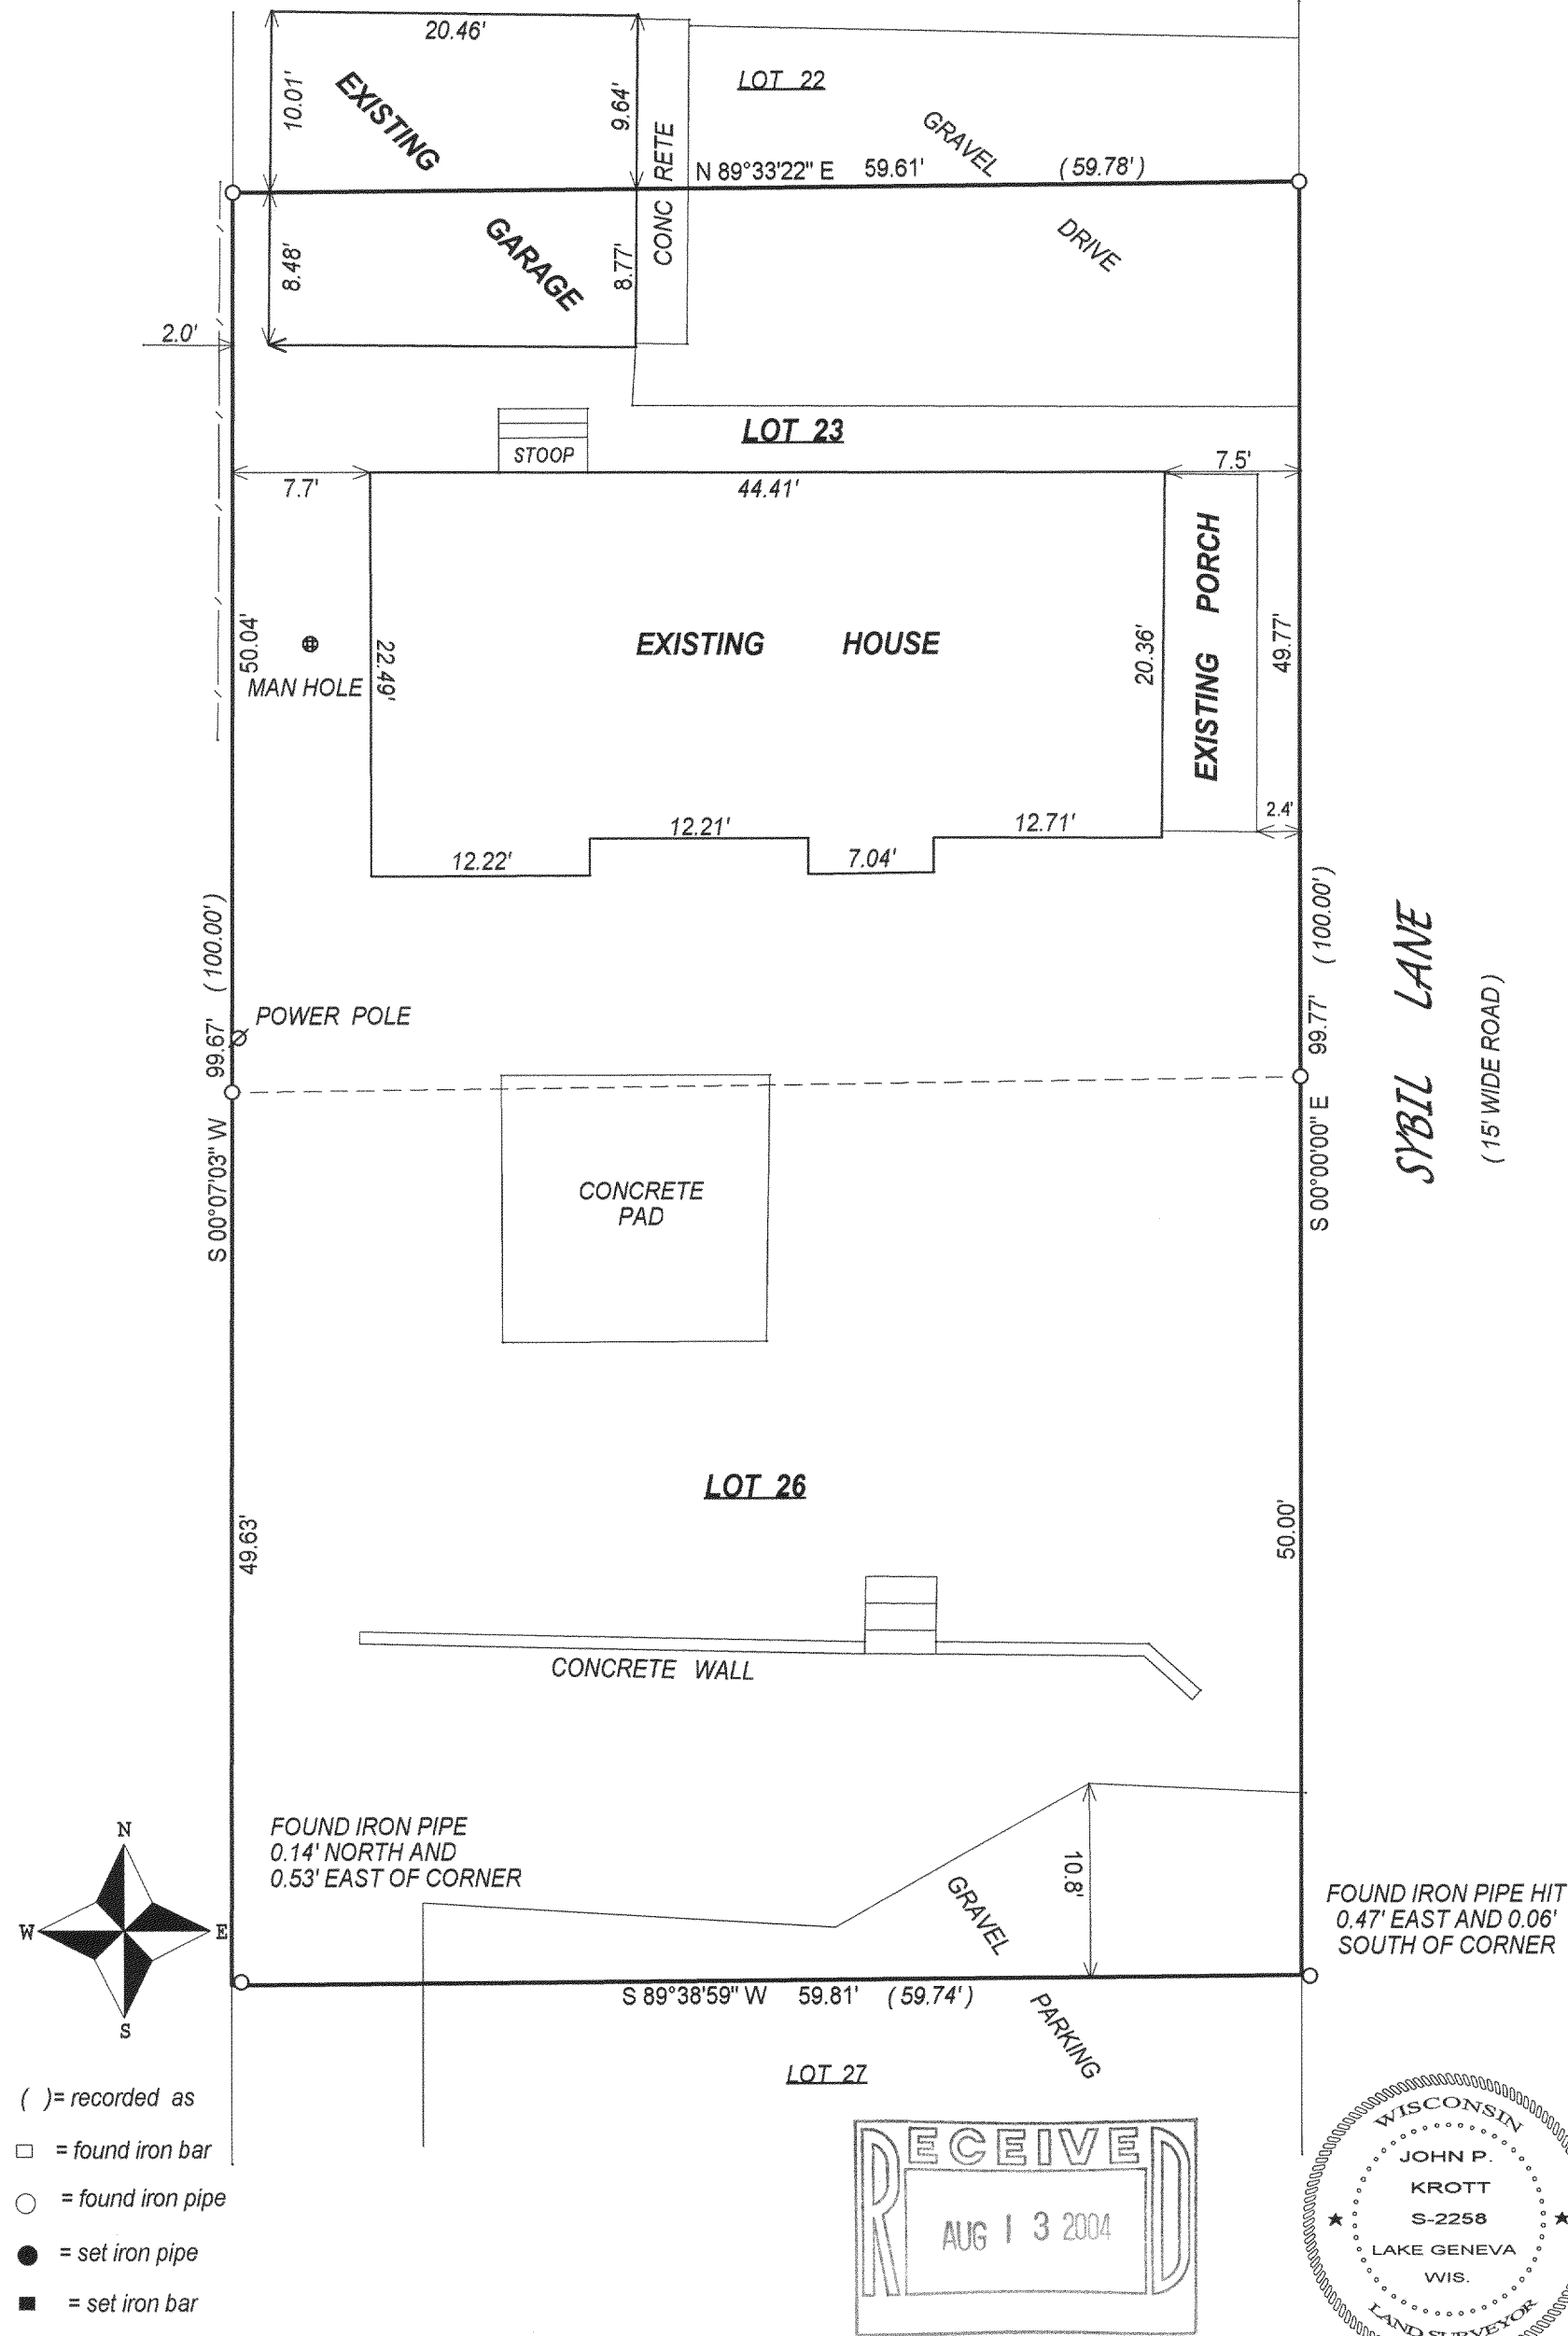 20.46'
10.01'
EXISTING
9.64'
LOT 22
GRAVEL
CONC RETE
N 89°33'22" E 59.61' (59.78')
8.48'
GARAGE
8.77'
DRIVE
2.0'
LOT 23
STOOP
7.7'
44.41'
7.5'
50.04'
MAN HOLE
22.49'
EXISTING HOUSE
20.36'
EXISTING PORCH
49.77'
2.4'
12.22'
12.21'
7.04'
12.71'
99.67' (100.00')
99.77' (100.00')
POWER POLE
SYBIL LANE
(15' WIDE ROAD)
S 00°07'03" W
S 00°00'00" E
CONCRETE
PAD
LOT 26
49.63'
50.00'
CONCRETE WALL
FOUND IRON PIPE
0.14' NORTH AND
0.53' EAST OF CORNER
10.8'
GRAVEL
FOUND IRON PIPE HIT
0.47' EAST AND 0.06'
SOUTH OF CORNER
N
W
E
S
S 89°38'59" W 59.81' (59.74')
PARKING
LOT 27
( )= recorded as
= found iron bar
= found iron pipe
= set iron pipe
= set iron bar
RECEIVED
AUG 13 2004
WISCONSIN
JOHN P.
KROTT
S-2258
LAKE GENEVA
WIS.
LAND SURVEYOR